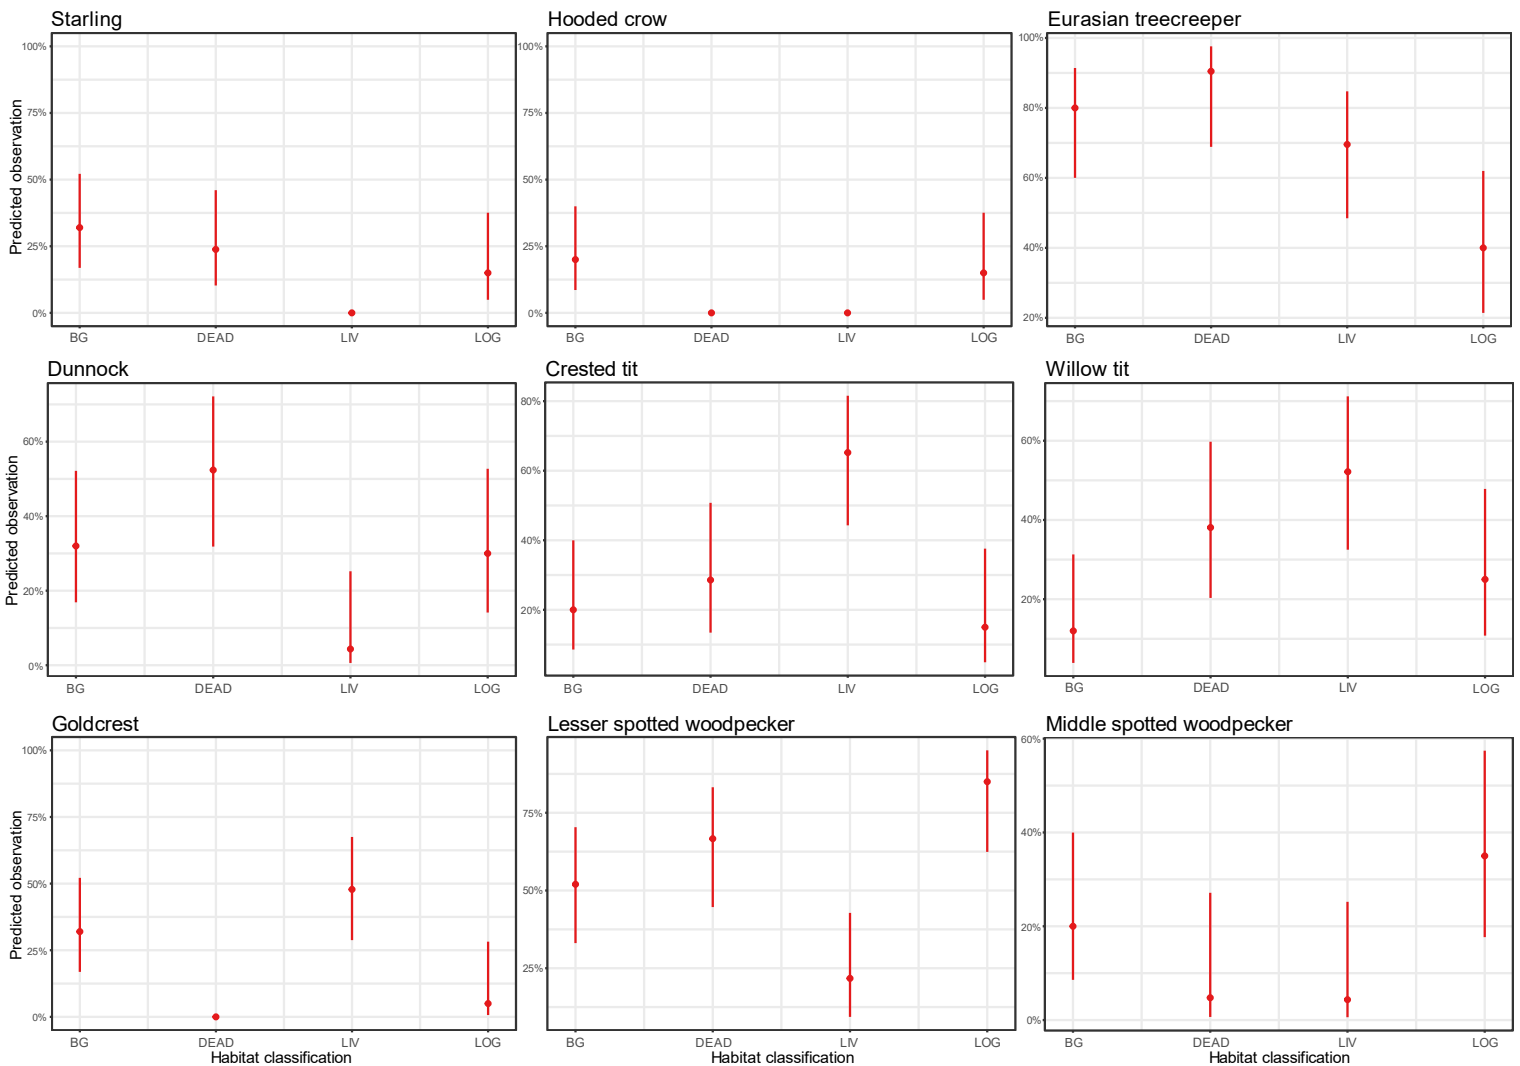 Starling
Hooded crow
Eurasian treecreeper
Predicted observation
100%
75%
50%
25%
0%
BG DEAD LIV LOG
100%
75%
50%
25%
0%
BG DEAD LIV LOG
100%
80%
60%
40%
20%
BG DEAD LIV LOG
Dunnock
Crested tit
Willow tit
Predicted observation
60%
40%
20%
0%
BG DEAD LIV LOG
80%
60%
40%
20%
BG DEAD LIV LOG
60%
40%
20%
BG DEAD LIV LOG
Goldcrest
Lesser spotted woodpecker
Middle spotted woodpecker
Predicted observation
100%
75%
50%
25%
0%
BG DEAD LIV LOG
Habitat classification
75%
50%
25%
BG DEAD LIV LOG
Habitat classification
60%
40%
20%
0%
BG DEAD LIV LOG
Habitat classification